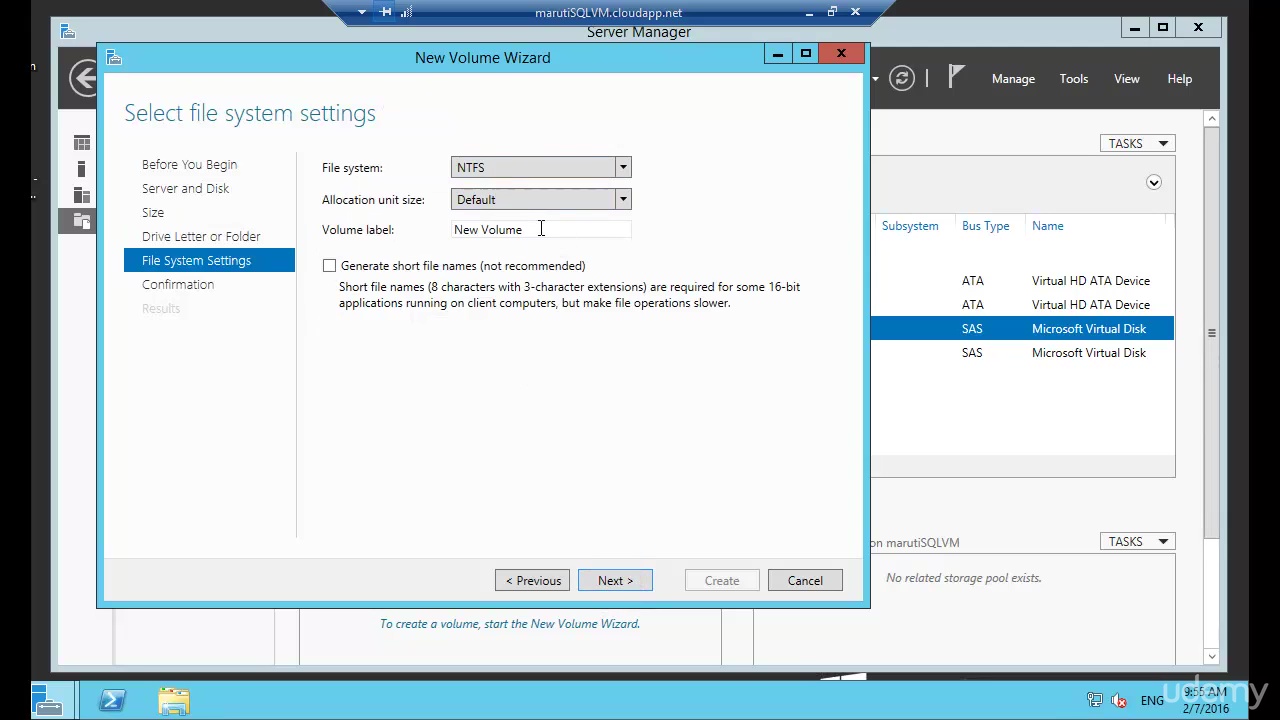 marutiSQLVM.cloudapp.net
Server Manager
New Volume Wizard
Manage Tools View Help
Select file system settings
TASKS
Before You Begin
Server and Disk
Size
Drive Letter or Folder
File System Settings
Confirmation
Results
File system: NTFS
Allocation unit size: Default
Volume label: New Volume
Generate short file names (not recommended)
Short file names (8 characters with 3-character extensions) are required for some 16-bit
applications running on client computers, but make file operations slower.
Subsystem Bus Type Name
ATA Virtual HD ATA Device
ATA Virtual HD ATA Device
SAS Microsoft Virtual Disk
SAS Microsoft Virtual Disk
< Previous Next > Create Cancel
on marutiSQLVM
TASKS
No related storage pool exists.
To create a volume, start the New Volume Wizard.
ENG
9:55 AM
2/7/2016
udemy